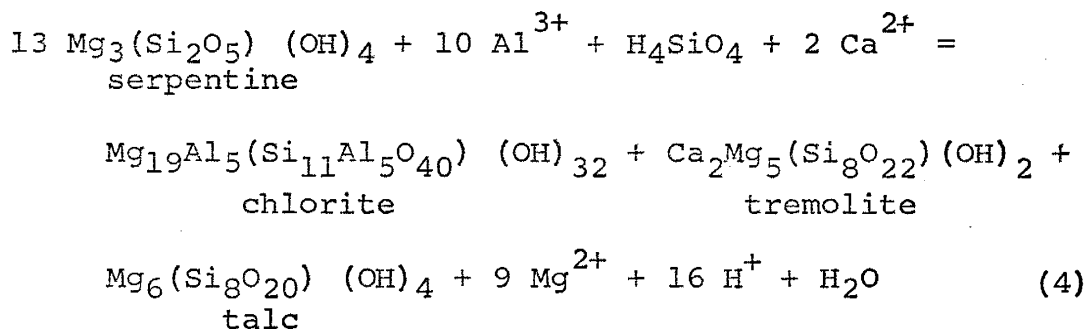 13 Mg₃(Si₂O₅) (OH)₄ + 10 Al³⁺ + H₄SiO₄ + 2 Ca²⁺ =
serpentine
Mg₁₉Al₅(Si₁₁Al₅O₄₀) (OH)₃₂ + Ca₂Mg₅(Si₈O₂₂)(OH)₂ +
chlorite tremolite
Mg₆(Si₈O₂₀) (OH)₄ + 9 Mg²⁺ + 16 H⁺ + H₂O (4)
talc